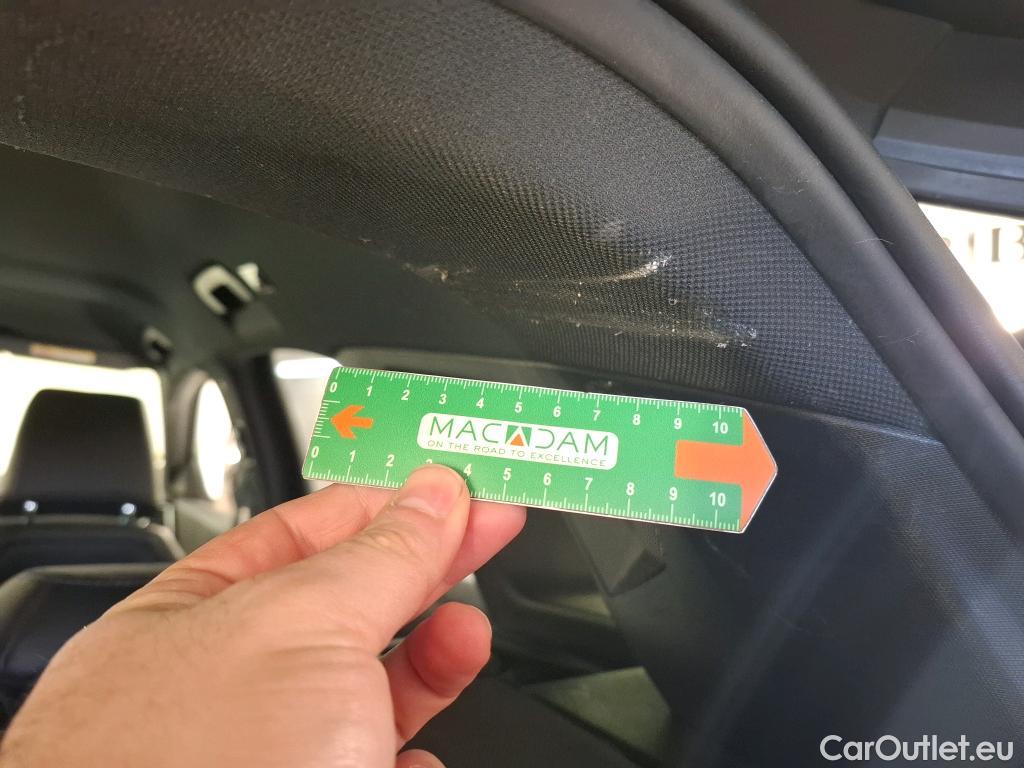 0 1 2 3 4 5 6 7 8 9 10
MACADAM
ON THE ROAD TO EXCELLENCE
0 1 2 3 4 5 6 7 8 9 10
CarOutlet.eu